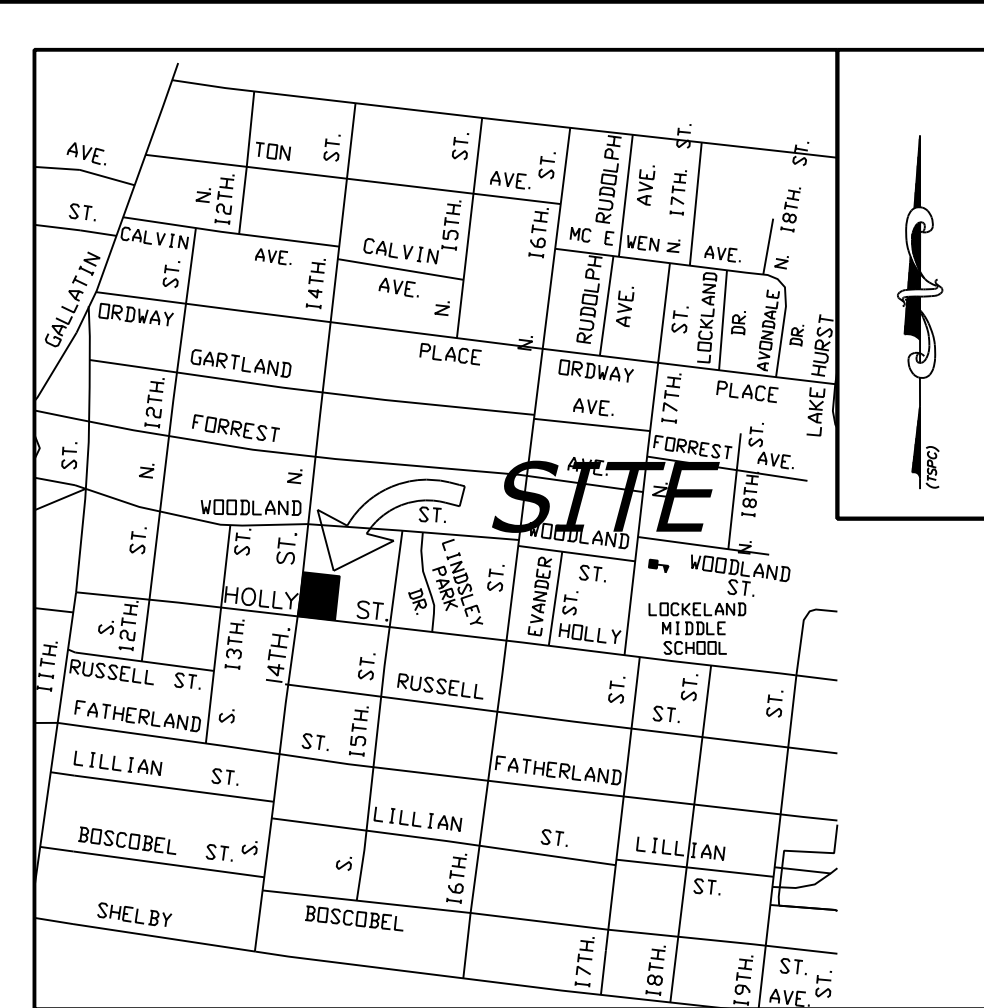 AVE.
TON ST.
ST.
AVE. ST.
RUDOLPH
AVE.
N. 17TH ST.
N. 18TH. ST.
ST.
N. 12TH.
CALVIN
ST.
AVE.
14TH.
CALVIN
AVE.
N. 15TH.
N. 16TH.
MC E WEN AVE.
GALLATIN
ORDWAY
PLACE
RUDOLPH
AVE.
ST.
LOCKLAND
DR.
AVONDALE
DR.
LAKE HURST
GARTLAND
ORDWAY
PLACE
AVE.
12TH.
N.
FORREST
N.
17TH.
N.
FORREST
AVE.
ST.
N. 18TH
AVE.
SITE
ST.
WOODLAND
ST.
WOODLAND
WOODLAND
ST.
ST.
ST.
ST.
HOLLY
ST.
DR.
LINDSLEY
PARK
ST.
EVANDER
ST.
ST.
HOLLY
LOCKELAND
MIDDLE
SCHOOL
11TH.
S. 12TH.
13TH.
S.
14TH.
RUSSELL ST.
ST.
RUSSELL
ST.
ST.
ST.
ST.
FATHERLAND
ST.
15TH.
FATHERLAND
LILLIAN ST.
LILLIAN
ST.
LILLIAN
ST.
BOSCOBEL ST.
S.
S.
16TH.
SHELBY
BOSCOBEL
17TH.
18TH.
19TH.
ST.
AVE.
ST.
(TSPC)